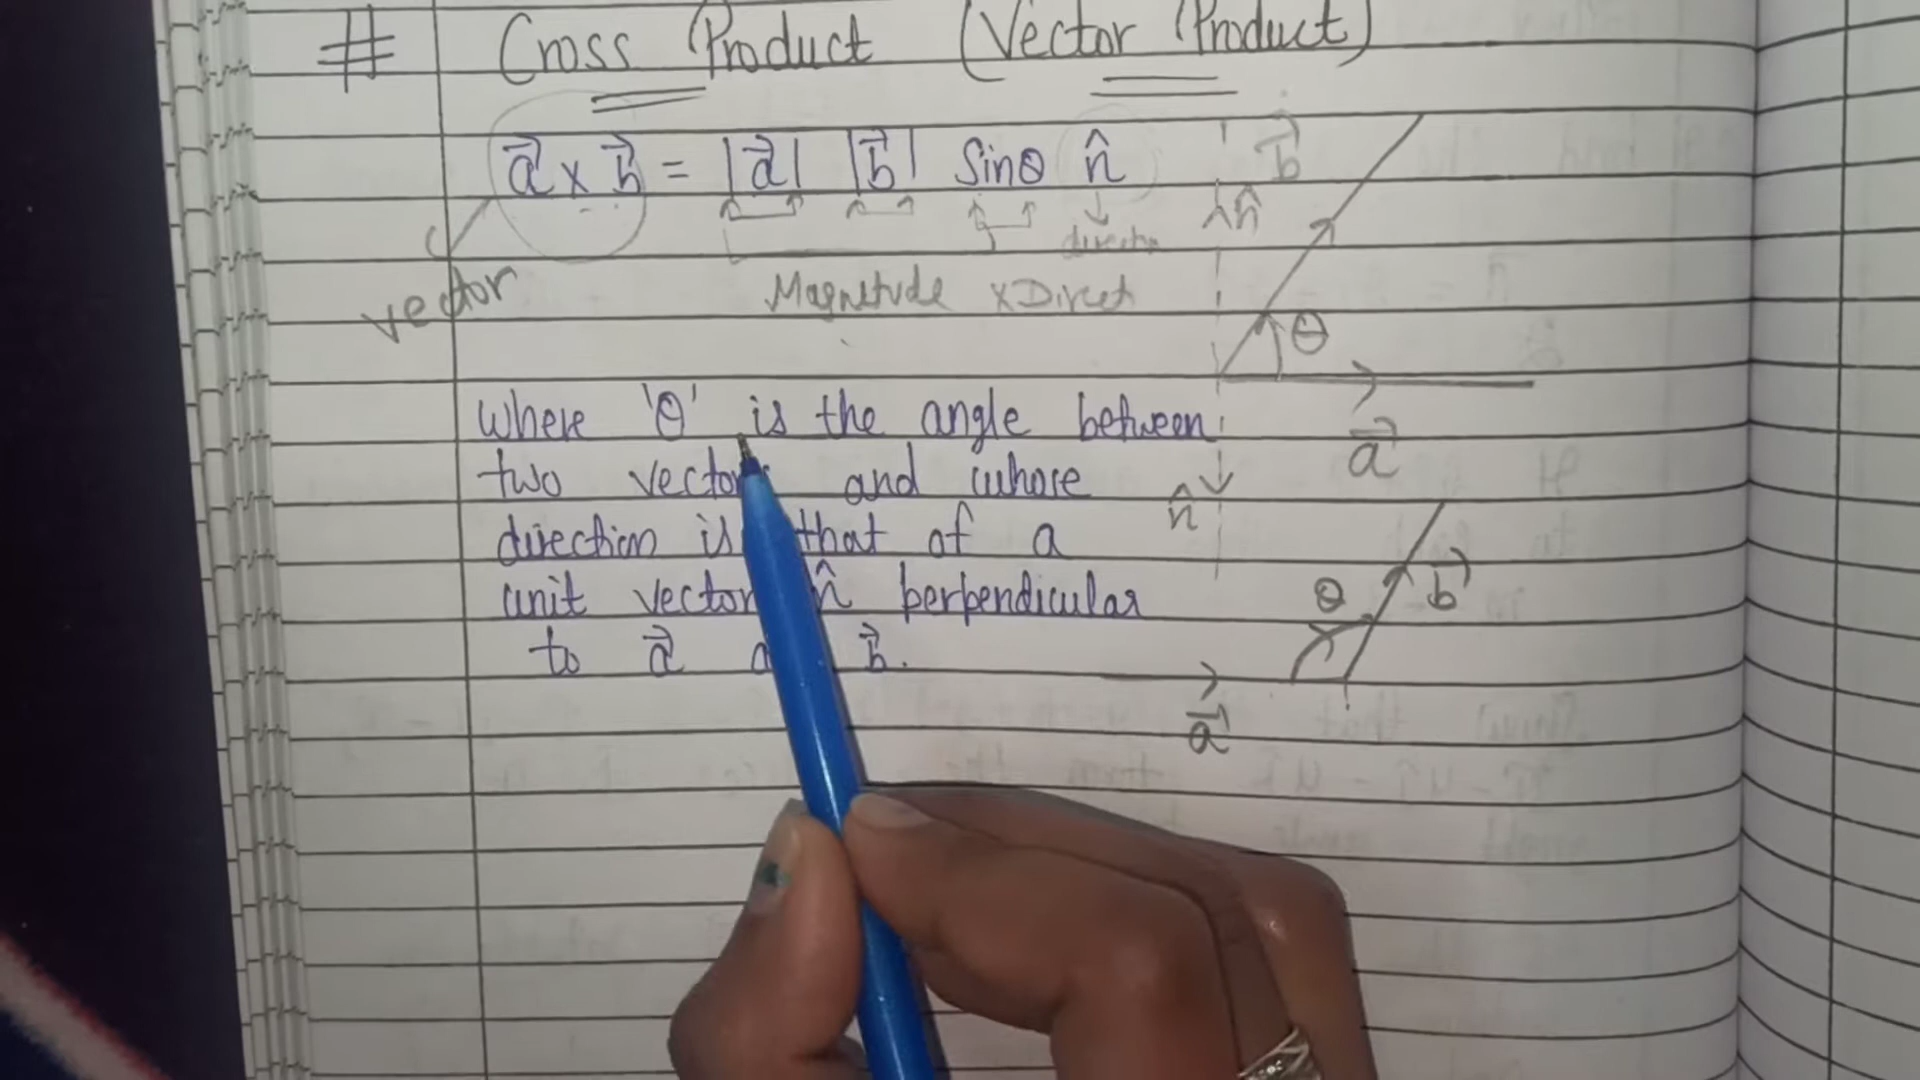 # Cross Product (Vector Product)
a⃗ × b⃗ = |a⃗| |b⃗| Sinθ n̂
b⃗
n̂
vector
Magnitude × Direct
θ
where 'θ' is the angle between
a⃗
two vectors and whose
n̂
direction is that of a
unit vector n̂ perpendicular
θ b⃗
to a⃗ b⃗.
a⃗